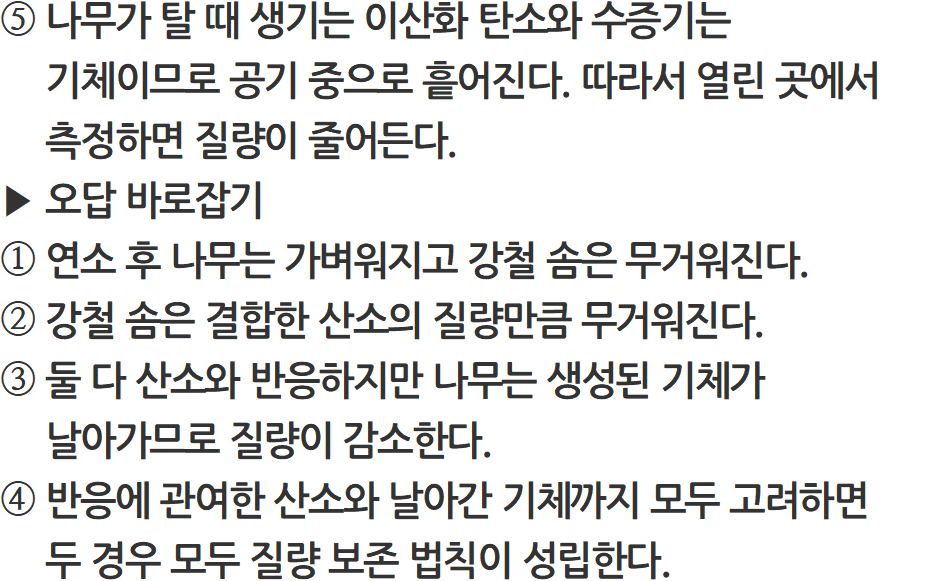 ⑤ 나무가 탈 때 생기는 이산화 탄소와 수증기는
기체이므로 공기 중으로 흩어진다. 따라서 열린 곳에서
측정하면 질량이 줄어든다.
▶ 오답 바로잡기
① 연소 후 나무는 가벼워지고 강철 솜은 무거워진다.
② 강철 솜은 결합한 산소의 질량만큼 무거워진다.
③ 둘 다 산소와 반응하지만 나무는 생성된 기체가
날아가므로 질량이 감소한다.
④ 반응에 관여한 산소와 날아간 기체까지 모두 고려하면
두 경우 모두 질량 보존 법칙이 성립한다.